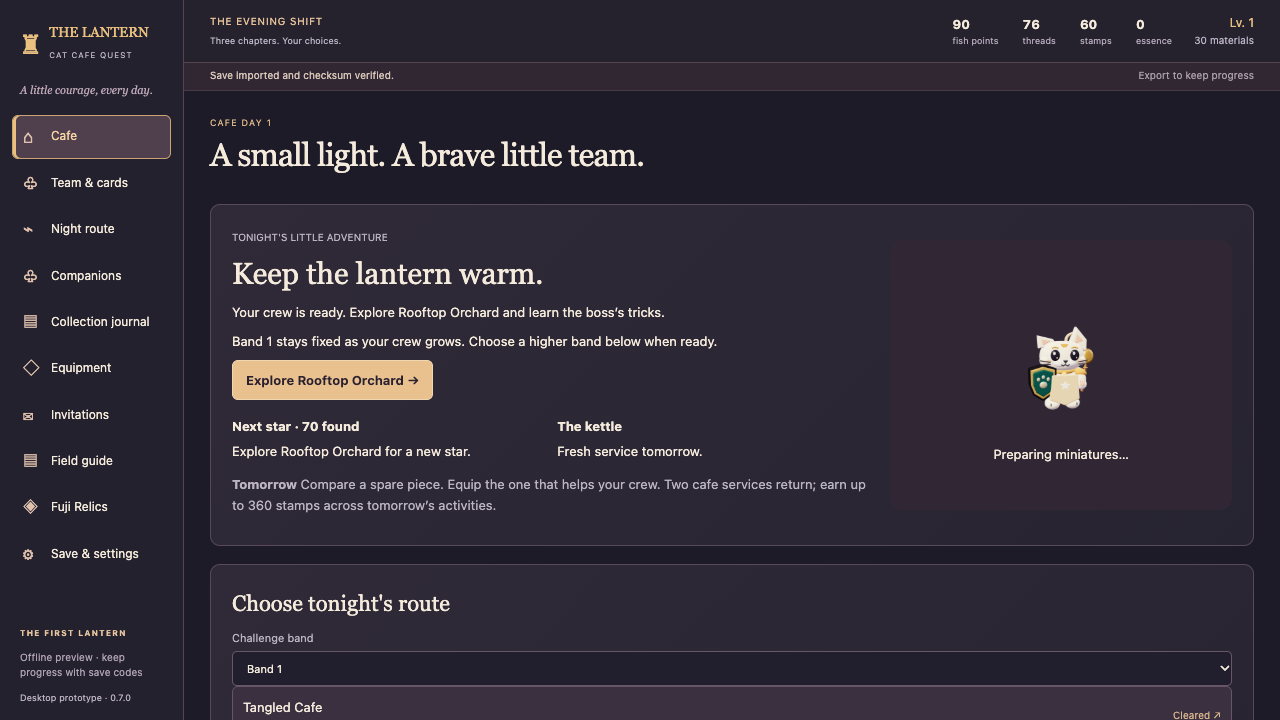 THE LANTERN
CAT CAFE QUEST
A little courage, every day.
Cafe
Team & cards
Night route
Companions
Collection journal
Equipment
Invitations
Field guide
Fuji Relics
Save & settings
THE FIRST LANTERN
Offline preview · keep
progress with save codes
Desktop prototype · 0.7.0
THE EVENING SHIFT
Three chapters. Your choices.
90
fish points
76
threads
60
stamps
0
essence
Lv. 1
30 materials
Save imported and checksum verified.
Export to keep progress
CAFE DAY 1
A small light. A brave little team.
TONIGHT'S LITTLE ADVENTURE
Keep the lantern warm.
Your crew is ready. Explore Rooftop Orchard and learn the boss's tricks.
Band 1 stays fixed as your crew grows. Choose a higher band below when ready.
Explore Rooftop Orchard →
Next star · 70 found
Explore Rooftop Orchard for a new star.
The kettle
Fresh service tomorrow.
Tomorrow Compare a spare piece. Equip the one that helps your crew. Two cafe services return; earn up
to 360 stamps across tomorrow's activities.
Preparing miniatures…
Choose tonight's route
Challenge band
Band 1
Tangled Cafe
Cleared ↗